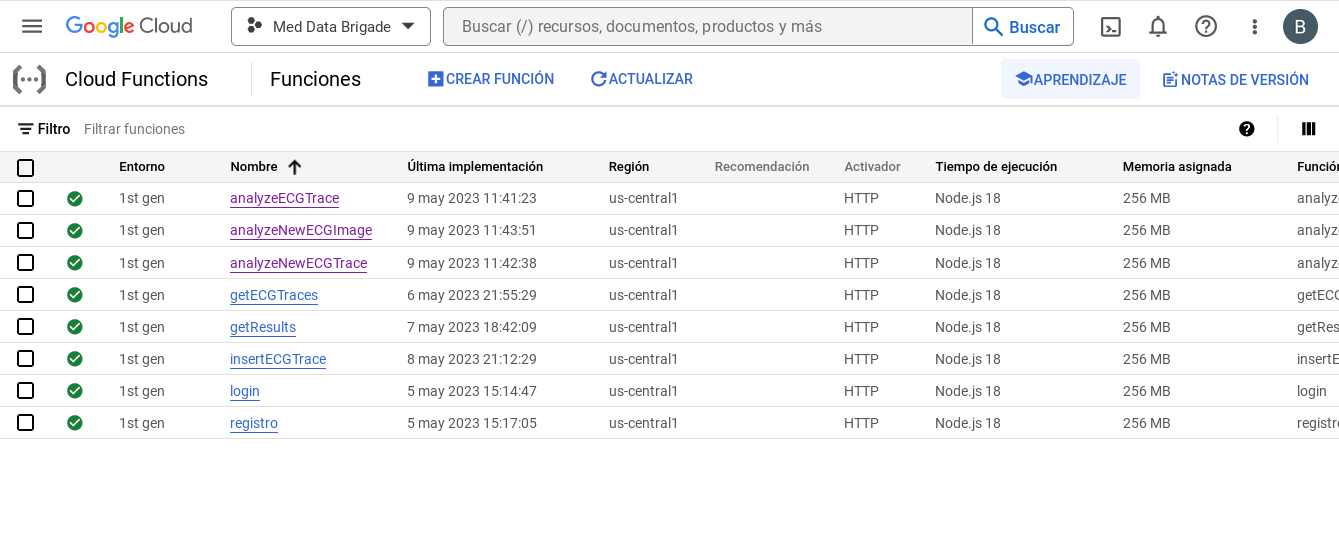 Google Cloud Med Data Brigade Buscar (/) recursos, documentos, productos y más Buscar B
Cloud Functions Funciones CREAR FUNCIÓN ACTUALIZAR APRENDIZAJE NOTAS DE VERSIÓN
Filtro Filtrar funciones
Entorno Nombre Última implementación Región Recomendación Activador Tiempo de ejecución Memoria asignada Función
1st gen analyzeECGTrace 9 may 2023 11:41:23 us-central1 HTTP Node.js 18 256 MB analyz
1st gen analyzeNewECGImage 9 may 2023 11:43:51 us-central1 HTTP Node.js 18 256 MB analyz
1st gen analyzeNewECGTrace 9 may 2023 11:42:38 us-central1 HTTP Node.js 18 256 MB analyz
1st gen getECGTraces 6 may 2023 21:55:29 us-central1 HTTP Node.js 18 256 MB getECG
1st gen getResults 7 may 2023 18:42:09 us-central1 HTTP Node.js 18 256 MB getRes
1st gen insertECGTrace 8 may 2023 21:12:29 us-central1 HTTP Node.js 18 256 MB insertE
1st gen login 5 may 2023 15:14:47 us-central1 HTTP Node.js 18 256 MB login
1st gen registro 5 may 2023 15:17:05 us-central1 HTTP Node.js 18 256 MB registr